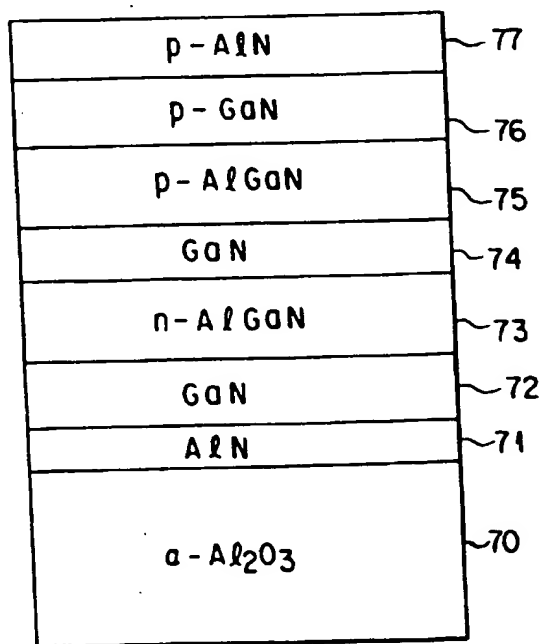 p-AlN 77
p-GaN 76
p-AlGaN 75
GaN 74
n-AlGaN 73
GaN 72
AlN 71
a-Al2O3 70